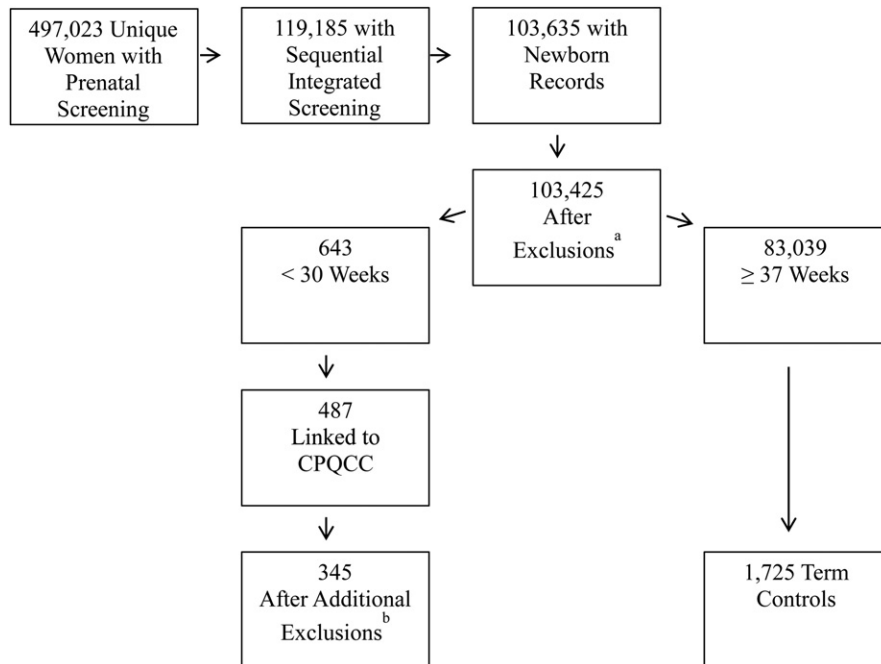 497,023 Unique
Women with
Prenatal
Screening
119,185 with
Sequential
Integrated
Screening
103,635 with
Newborn
Records
103,425
After
Exclusionsᵃ
643
< 30 Weeks
83,039
≥ 37 Weeks
487
Linked to
CPQCC
345
After Additional
Exclusionsᵇ
1,725 Term
Controls